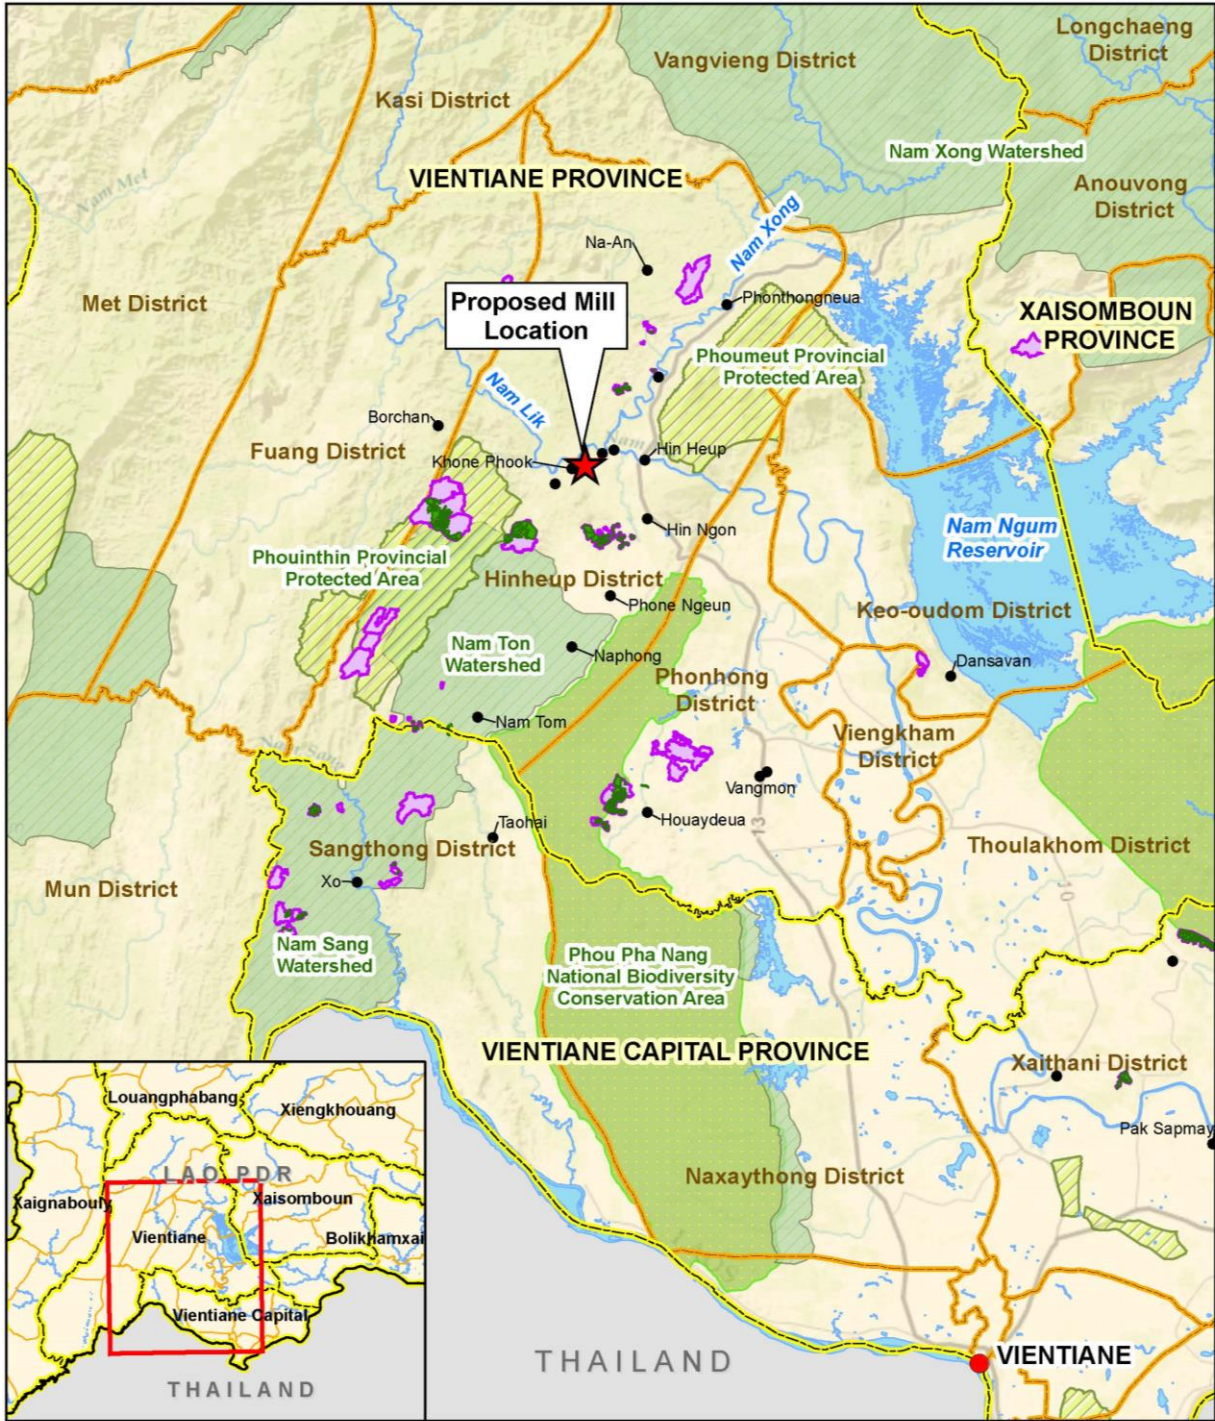 Longchaeng
District
Vangvieng District
Kasi District
Nam Xong Watershed
VIENTIANE PROVINCE
Anouvong
District
Nam Met
Nam Xong
Na-An
Met District
Proposed Mill
Location
Phonthongneua
XAISOMBOUN
PROVINCE
Phoumeut Provincial
Protected Area
Nam Lik
Borchan
Fuang District
Khone Phook
Hin Heup
Nam Ngum
Reservoir
Hin Ngon
Phouinthin Provincial
Protected Area
Hinheup District
Phone Ngeun
Keo-oudom District
Nam Ton
Watershed
Naphong
Dansavan
Phonhong
District
Nam Tom
Viengkham
District
Vangmon
Houaydeua
13
Taohai
Sangthong District
Thoulakhom District
Mun District
Xo
10
Nam Sang
Watershed
Phou Pha Nang
National Biodiversity
Conservation Area
VIENTIANE CAPITAL PROVINCE
Xaithani District
Pak Sapmay
Naxaythong District
Louangphabang
Xiengkhouang
LAO PDR
Xaignabouly
Xaisomboun
Vientiane
Bolikhamxai
Vientiane Capital
THAILAND
THAILAND
VIENTIANE